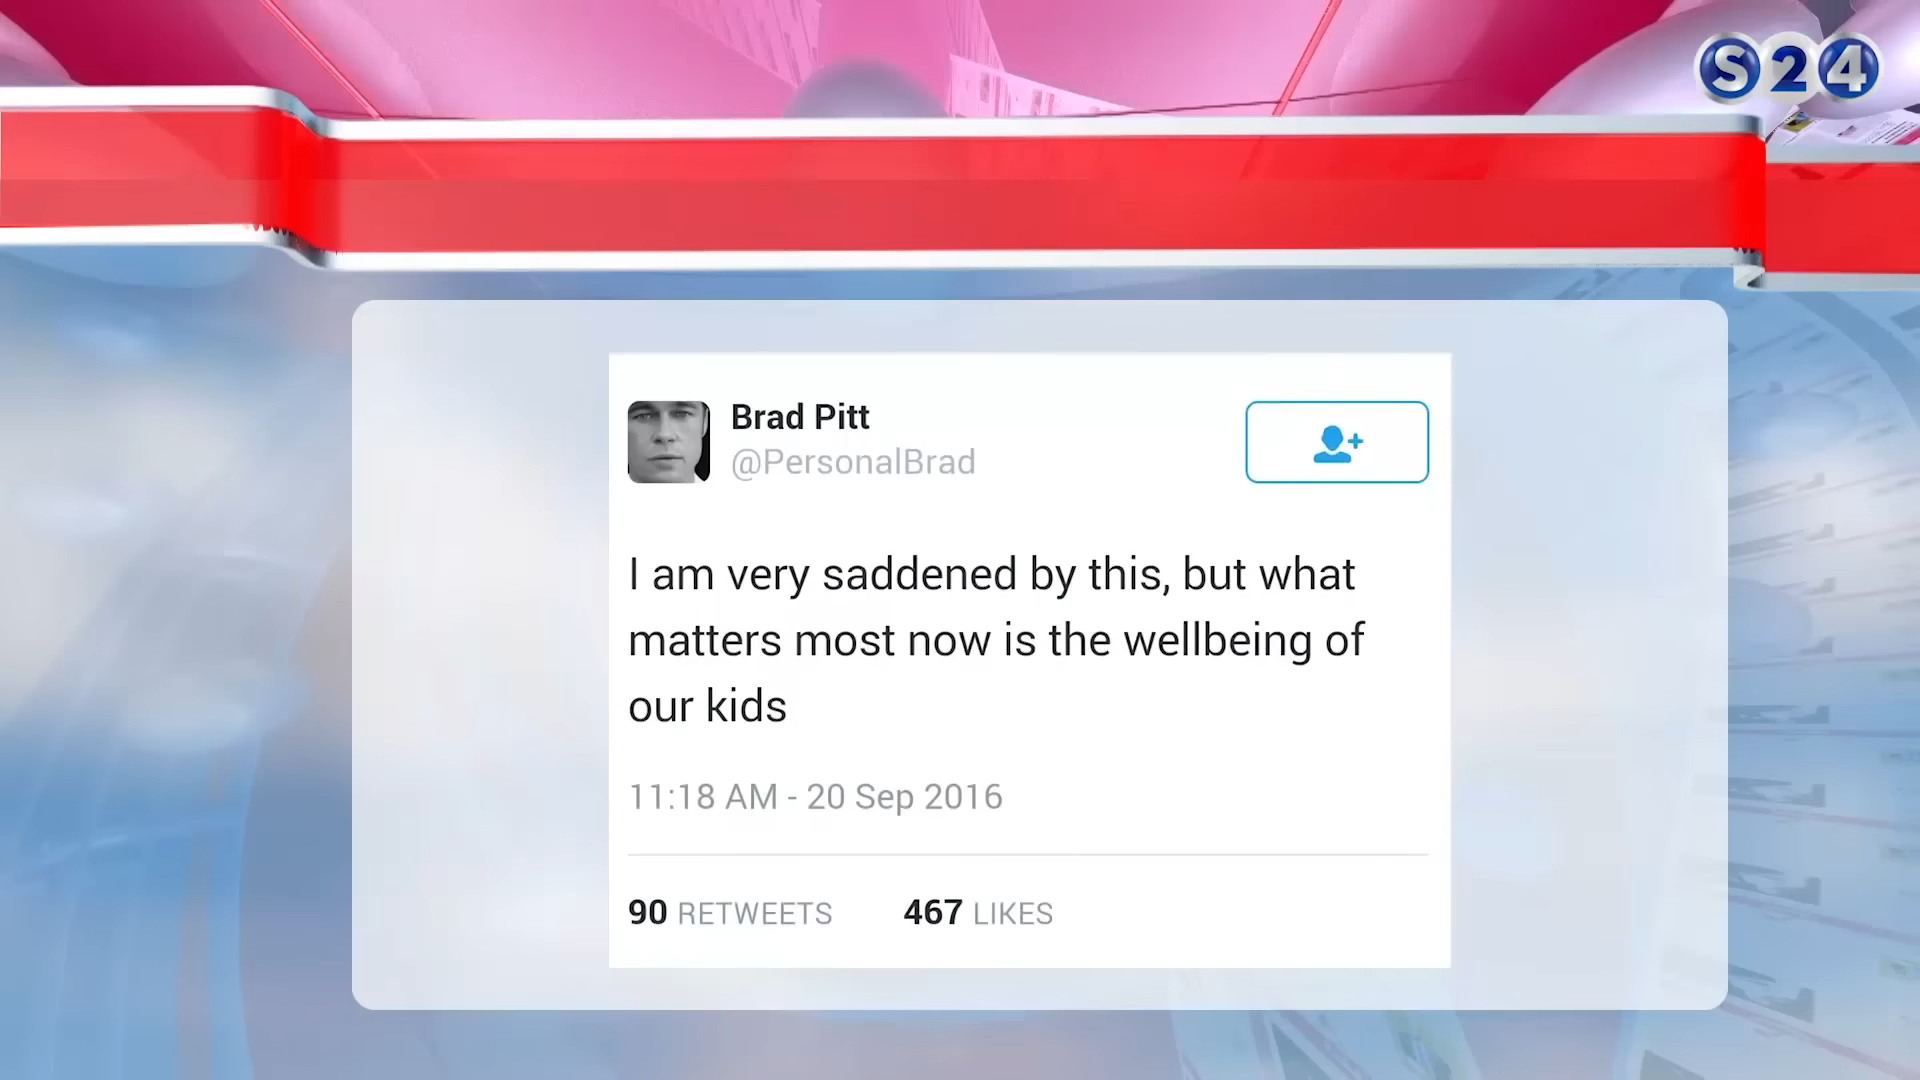 S24
Brad Pitt
@PersonalBrad
I am very saddened by this, but what
matters most now is the wellbeing of
our kids
11:18 AM - 20 Sep 2016
90 RETWEETS 467 LIKES